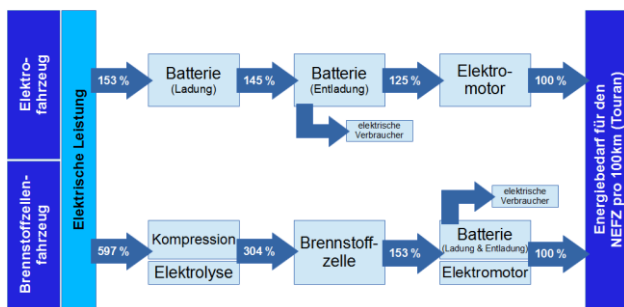 Elektro-
fahrzeug
Elektrische Leistung
153 %
Batterie
(Ladung)
145 %
Batterie
(Entladung)
125 %
Elektro-
motor
100 %
elektrische
Verbraucher
Energiebedarf für den
NEFZ pro 100km (Touran)
Brennstoffzellen-
fahrzeug
597 %
Kompression
Elektrolyse
304 %
Brennstoff-
zelle
153 %
elektrische
Verbraucher
Batterie
(Ladung & Entladung)
Elektromotor
100 %